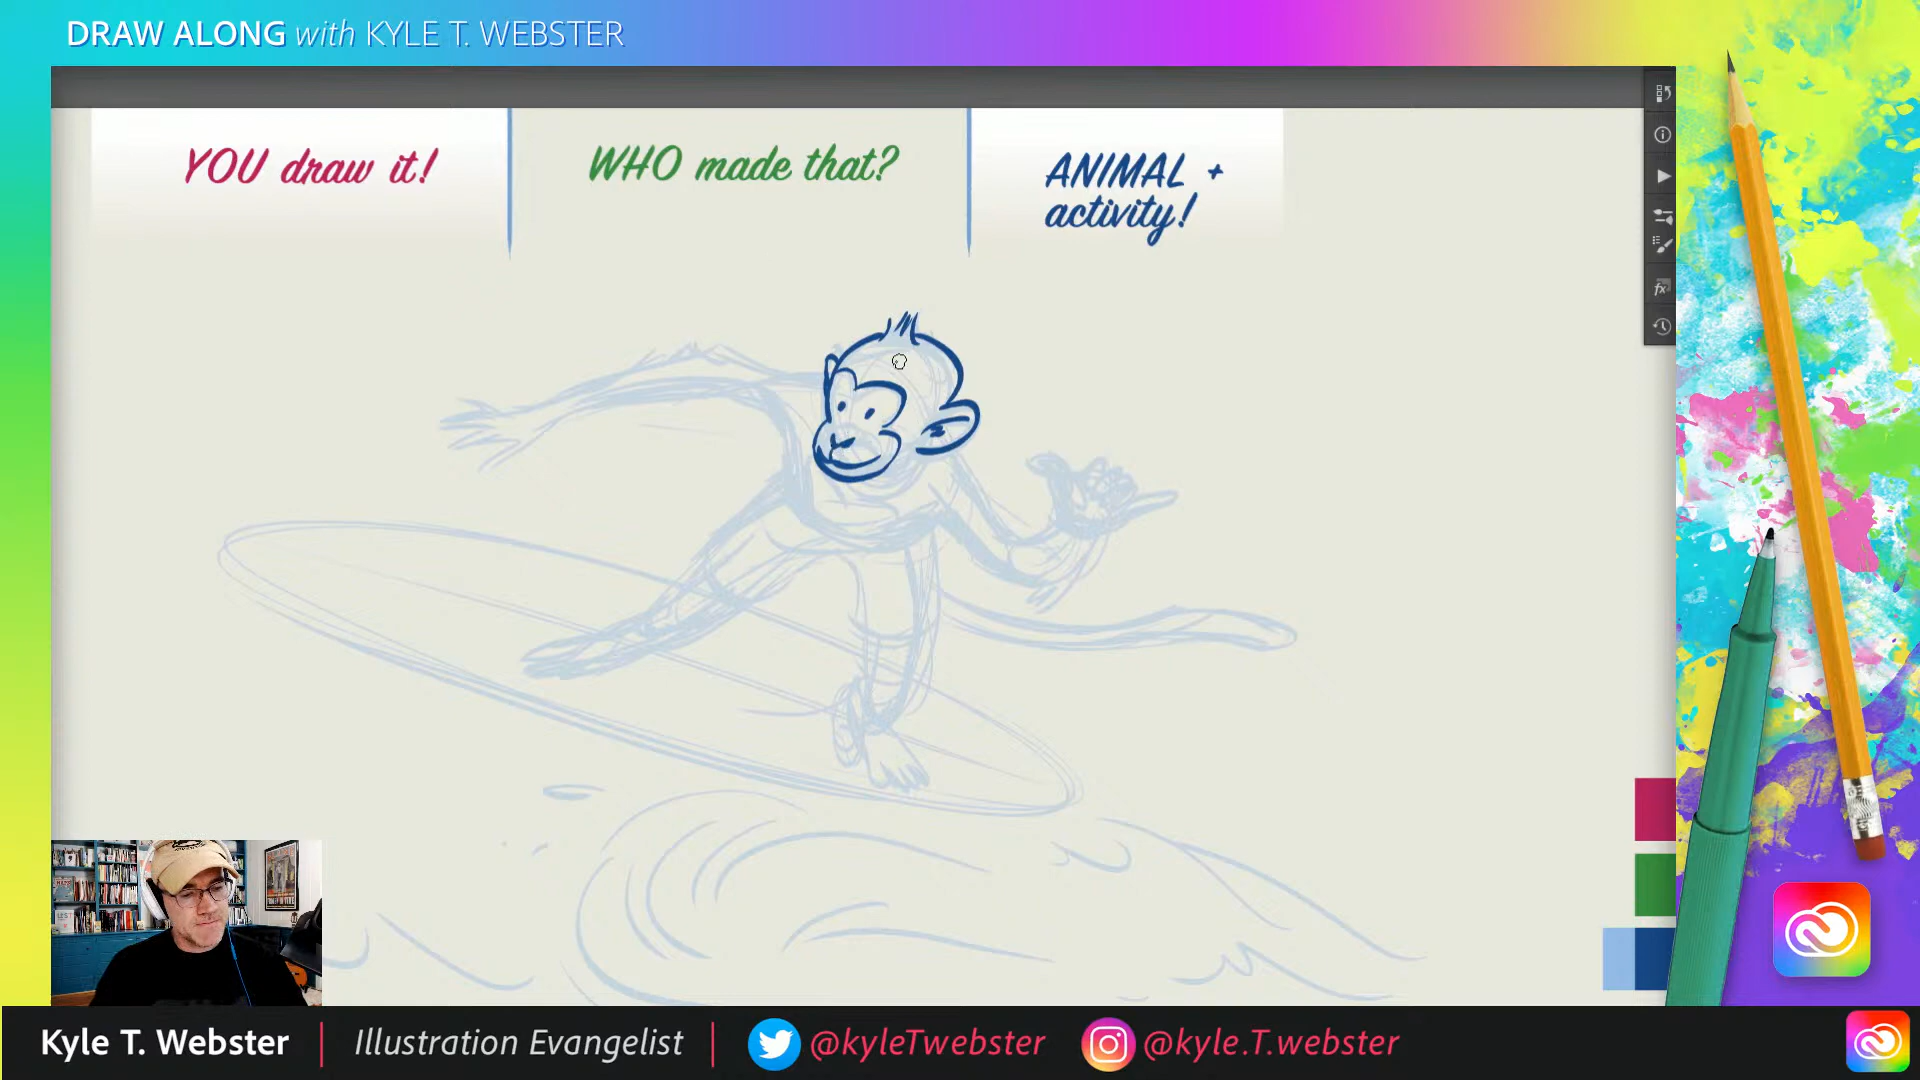 DRAW ALONG with KYLE T. WEBSTER
YOU draw it!
WHO made that?
ANIMAL +
activity!
fx
Kyle T. Webster | Illustration Evangelist | @kyleTwebster @kyle.T.webster